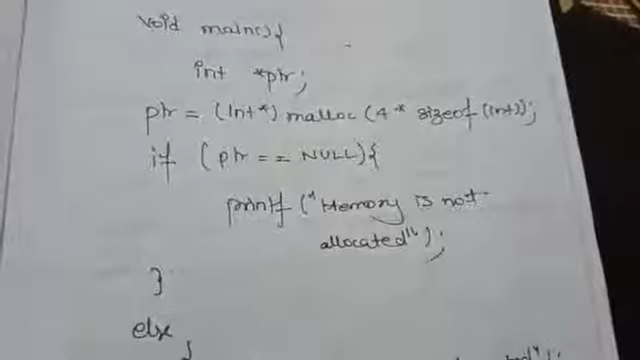 void main(){
int *ptr;
ptr = (int*) malloc (4 * sizeof (int));
if (ptr == NULL){
printf ("Memory is not
allocated");
}
else